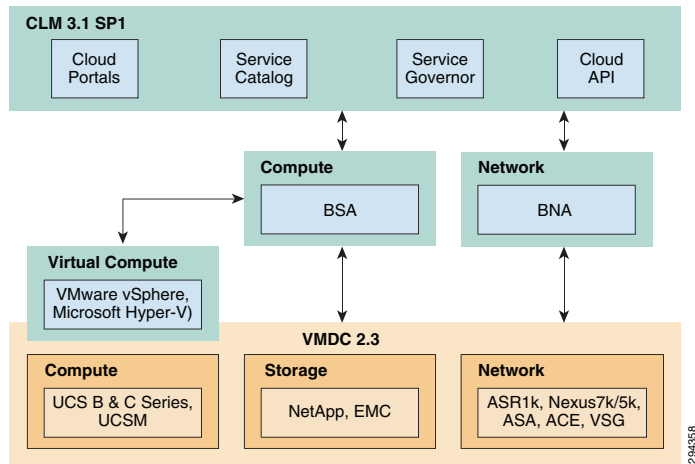 CLM 3.1 SP1
Cloud
Portals
Service
Catalog
Service
Governor
Cloud
API
Compute
BSA
Network
BNA
Virtual Compute
VMware vSphere,
Microsoft Hyper-V)
VMDC 2.3
Compute
UCS B & C Series,
UCSM
Storage
NetApp, EMC
Network
ASR1k, Nexus7k/5k,
ASA, ACE, VSG
294358